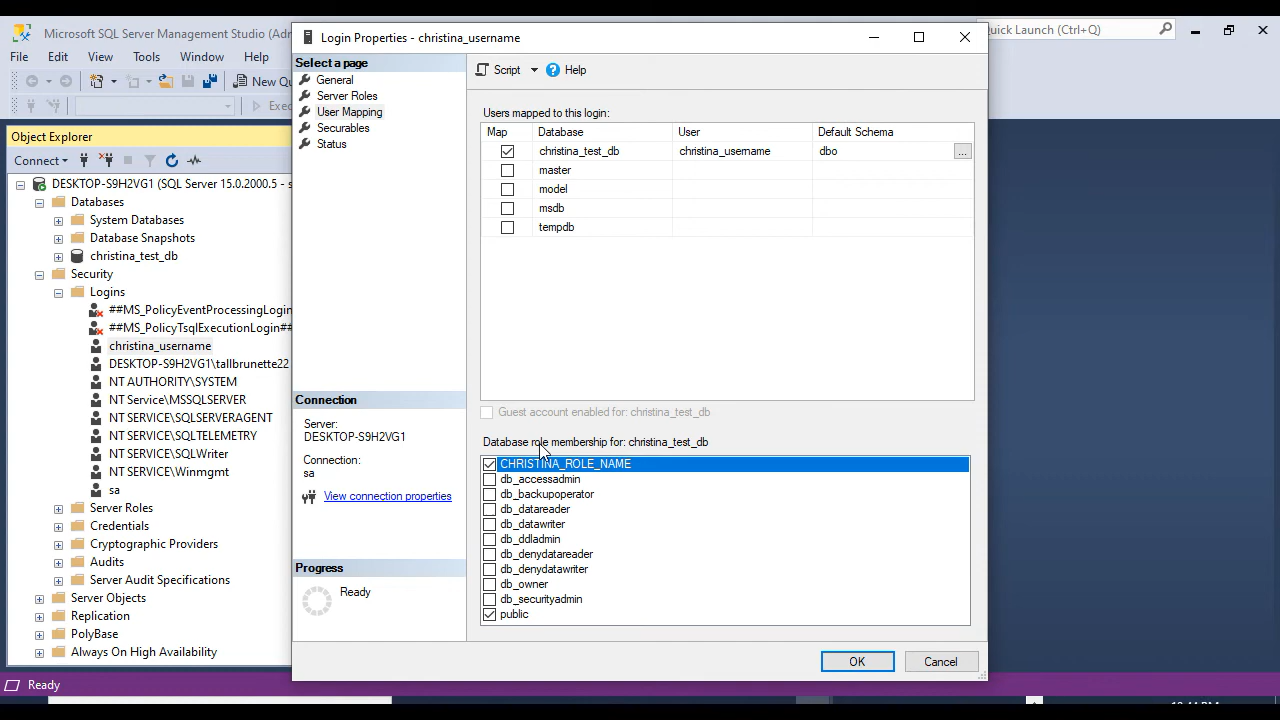 Microsoft SQL Server Management Studio (Adm
Quick Launch (Ctrl+Q)
File Edit View Tools Window Help
New Qu
Exec
Object Explorer
Connect
DESKTOP-S9H2VG1 (SQL Server 15.0.2000.5 - s
Databases
System Databases
Database Snapshots
christina_test_db
Security
Logins
##MS_PolicyEventProcessingLogin
##MS_PolicyTsqlExecutionLogin##
christina_username
DESKTOP-S9H2VG1\tallbrunette22
NT AUTHORITY\SYSTEM
NT Service\MSSQLSERVER
NT SERVICE\SQLSERVERAGENT
NT SERVICE\SQLTELEMETRY
NT SERVICE\SQLWriter
NT SERVICE\Winmgmt
sa
Server Roles
Credentials
Cryptographic Providers
Audits
Server Audit Specifications
Server Objects
Replication
PolyBase
Always On High Availability
Ready
Login Properties - christina_username
Select a page
General
Server Roles
User Mapping
Securables
Status
Connection
Server:
DESKTOP-S9H2VG1
Connection:
sa
View connection properties
Progress
Ready
Script Help
Users mapped to this login:
Map Database User Default Schema
christina_test_db christina_username dbo ...
master
model
msdb
tempdb
Guest account enabled for: christina_test_db
Database role membership for: christina_test_db
CHRISTINA_ROLE_NAME
db_accessadmin
db_backupoperator
db_datareader
db_datawriter
db_ddladmin
db_denydatareader
db_denydatawriter
db_owner
db_securityadmin
public
OK Cancel